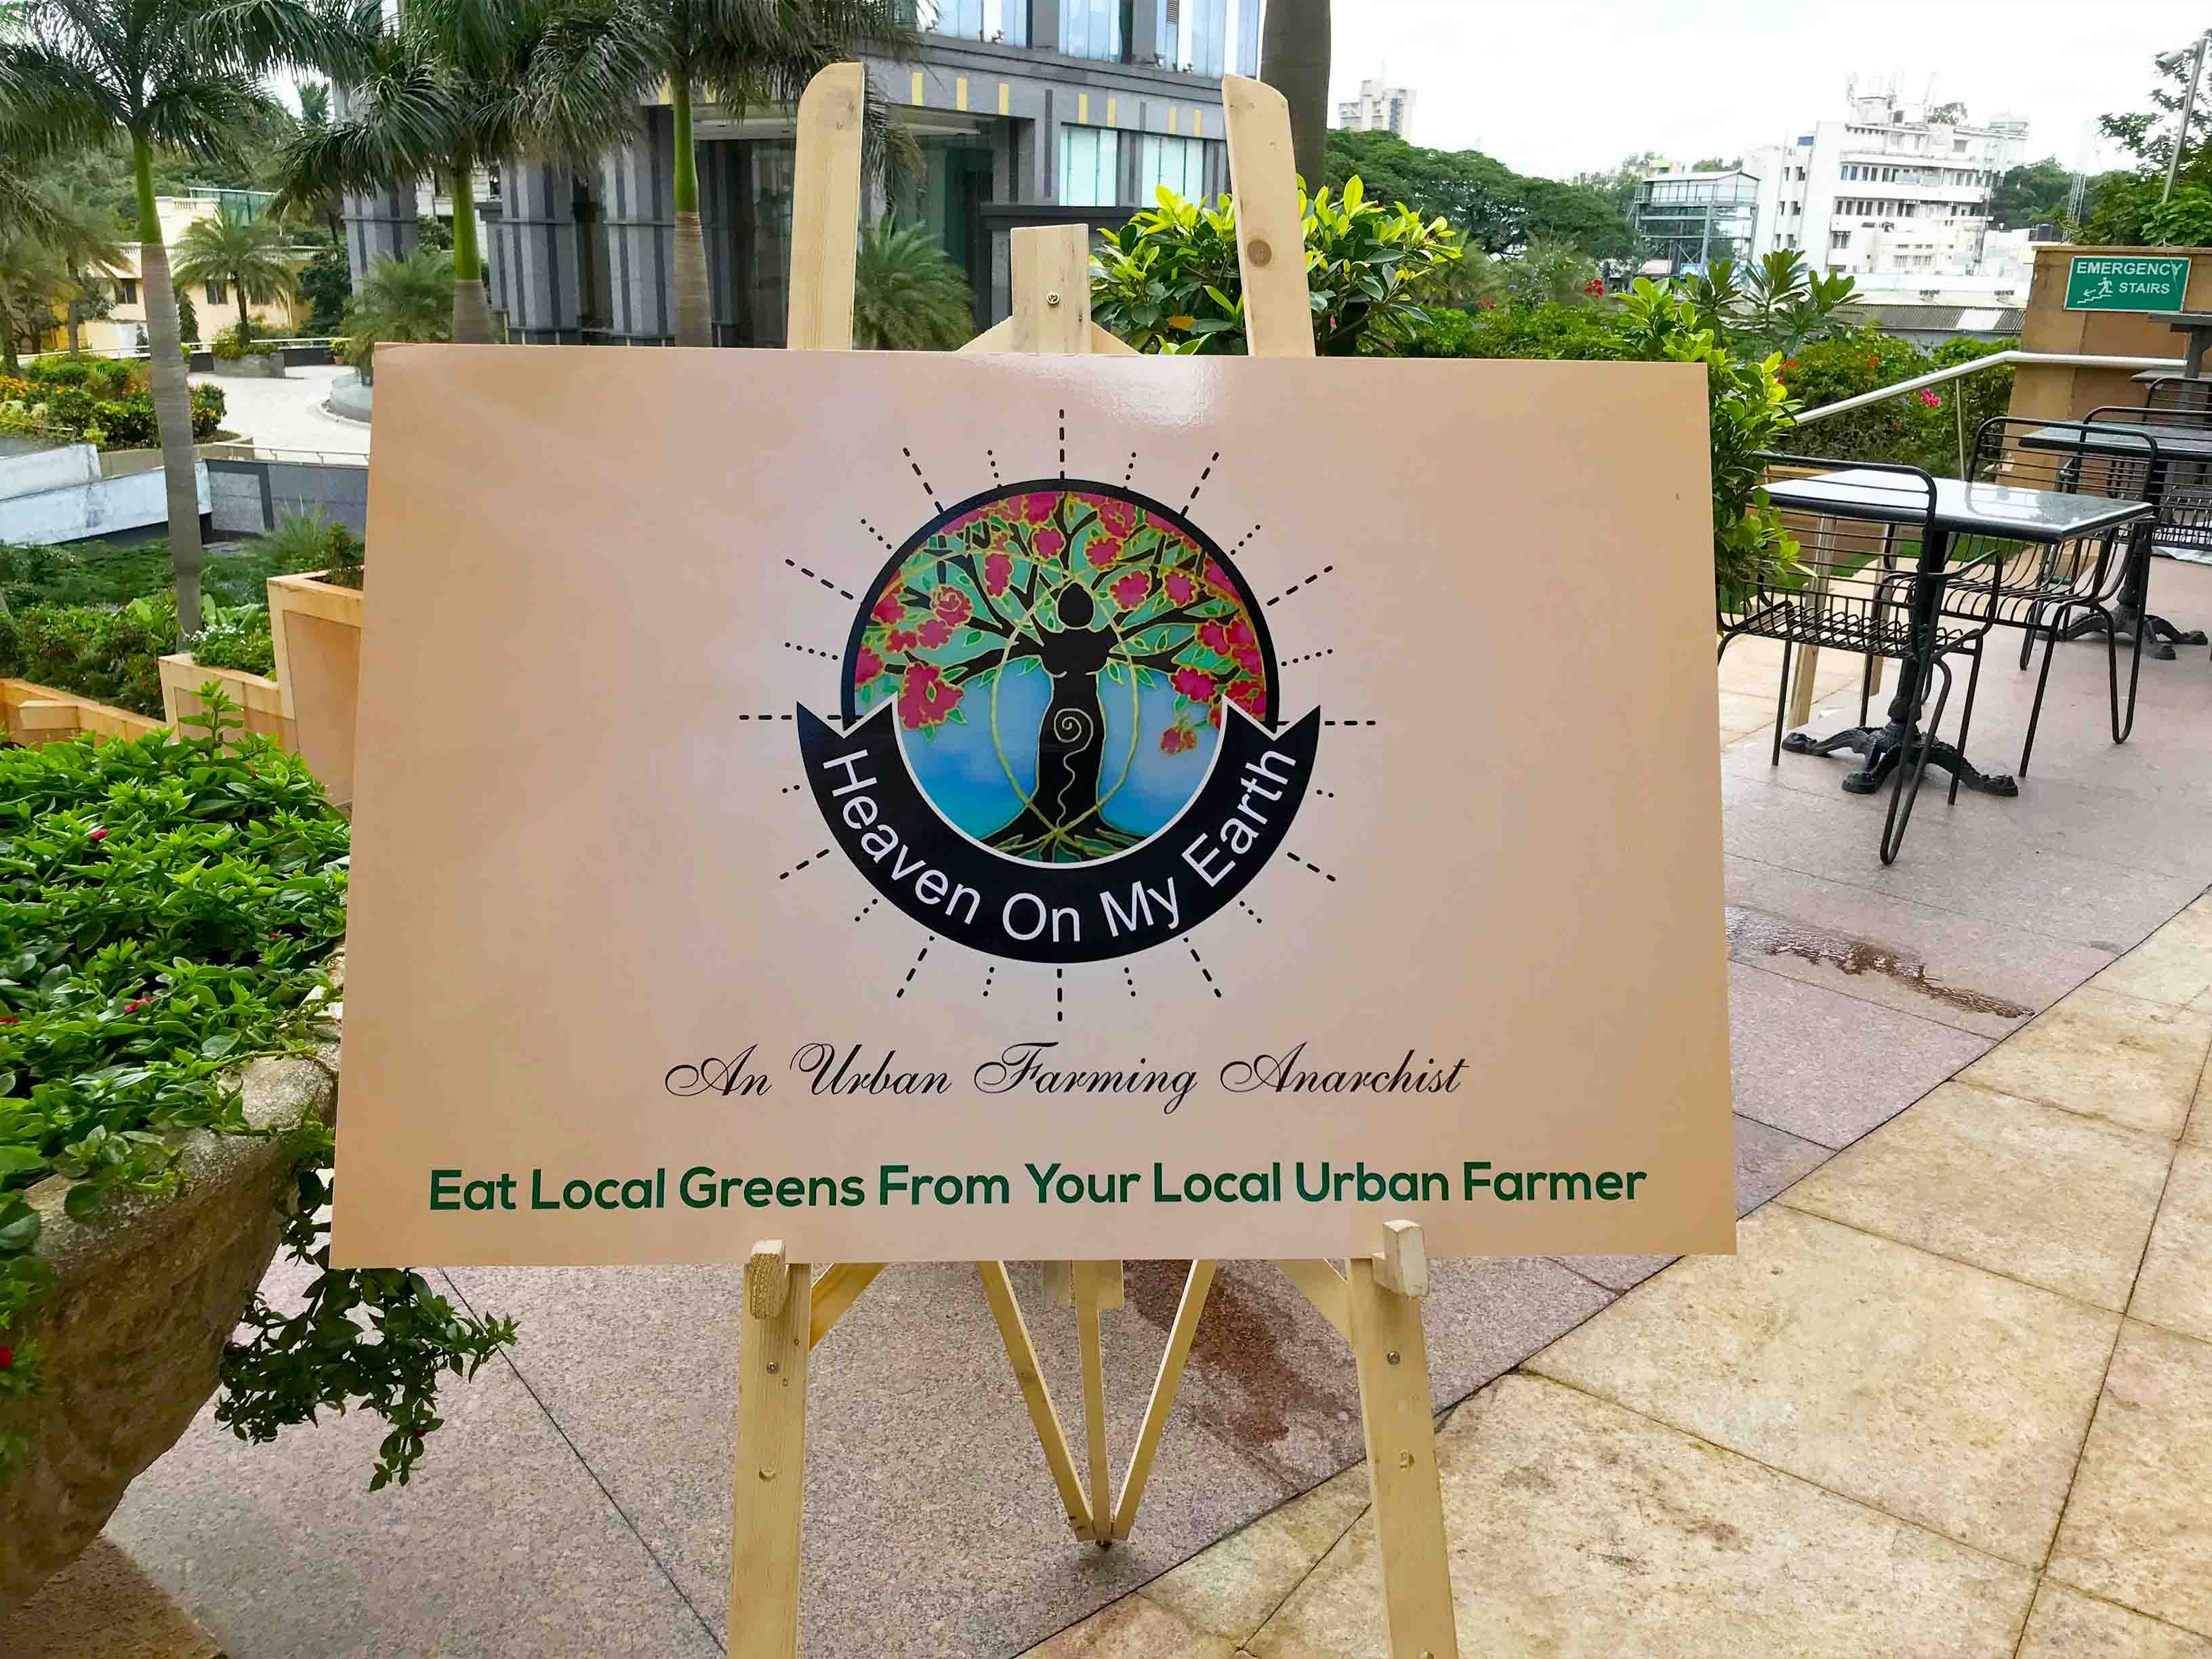 EMERGENCY
STAIRS
Heaven On My Earth
An Urban Farming Anarchist
Eat Local Greens From Your Local Urban Farmer